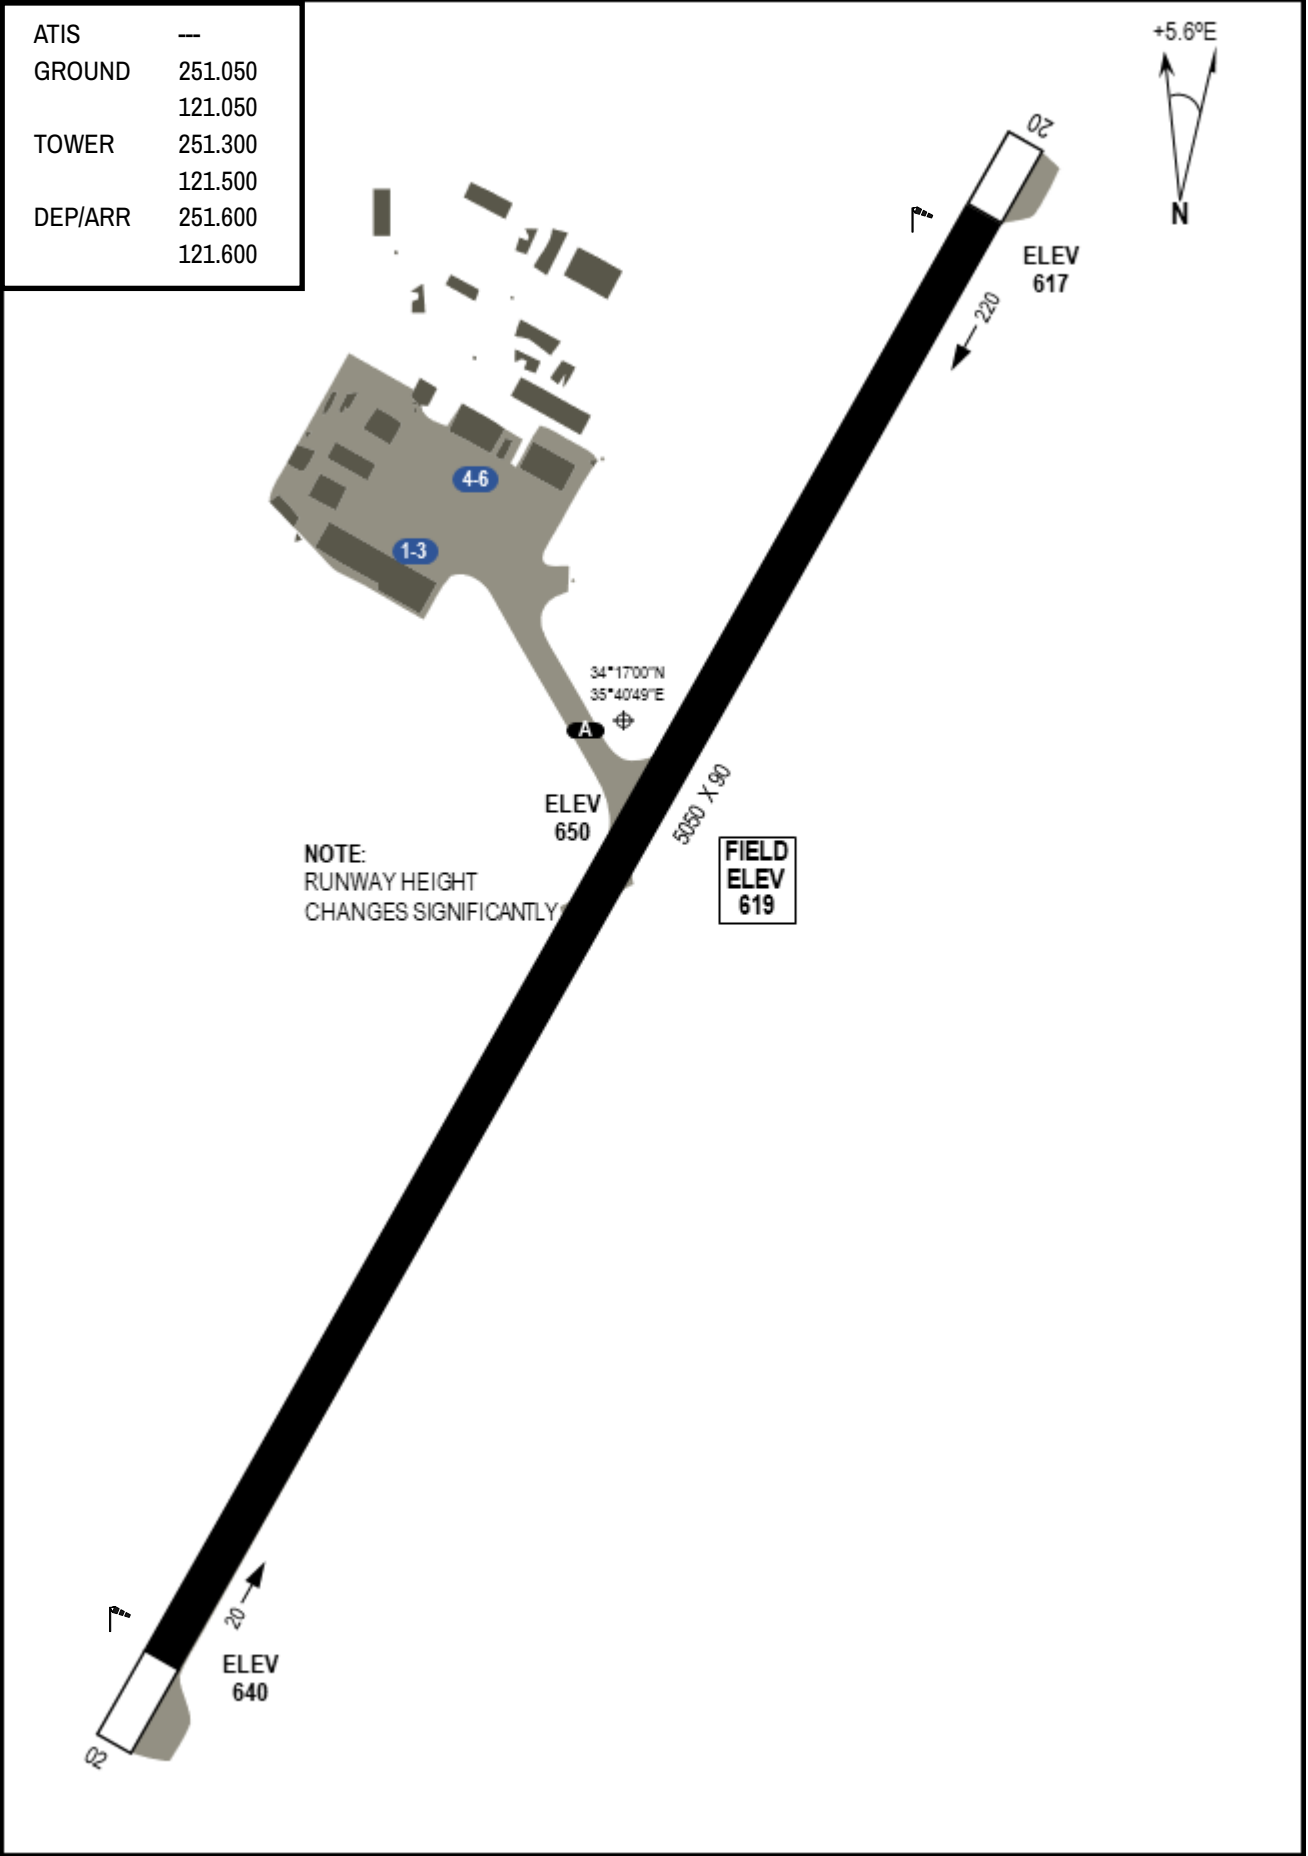 ATIS ---
GROUND 251.050
121.050
TOWER 251.300
121.500
DEP/ARR 251.600
121.600
+5.6ºE
N
20
ELEV
617
220
4-6
1-3
34°17'00"N
35°40'49"E
A
5050 X 90
ELEV
650
FIELD
ELEV
619
NOTE:
RUNWAY HEIGHT
CHANGES SIGNIFICANTLY
20
ELEV
640
02